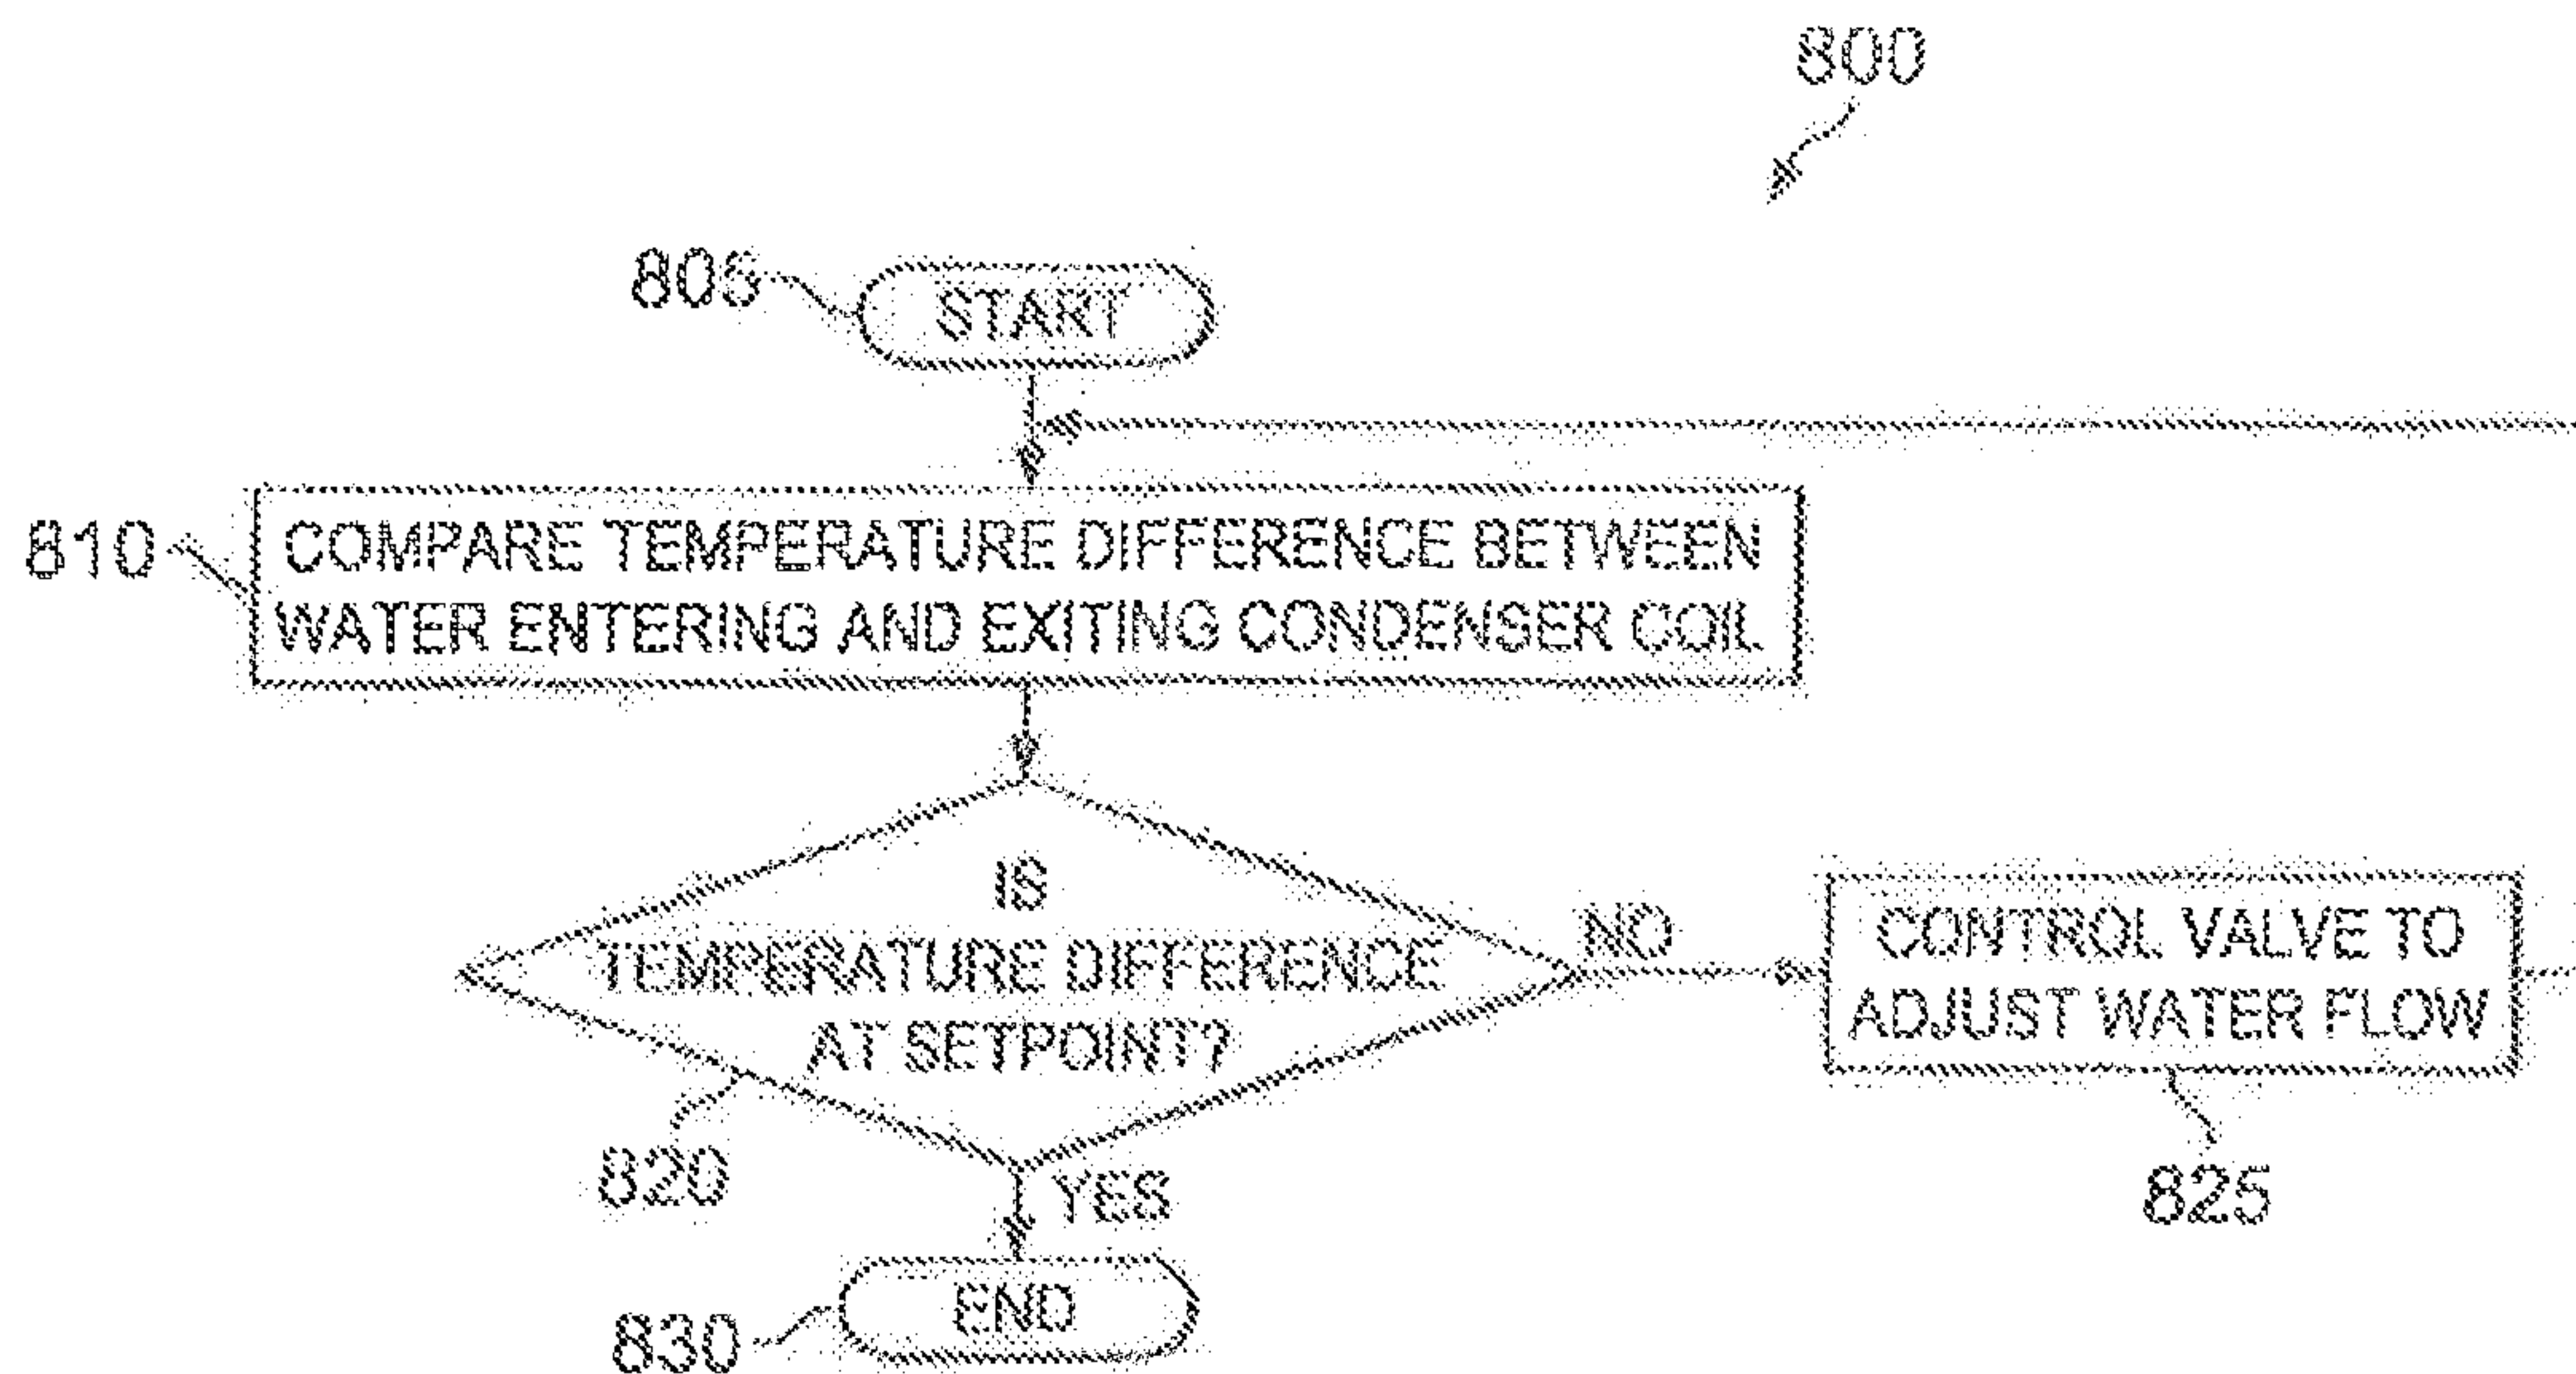 800
805
START
810
COMPARE TEMPERATURE DIFFERENCE BETWEEN
WATER ENTERING AND EXITING CONDENSER COIL
IS
TEMPERATURE DIFFERENCE
AT SETPOINT?
NO
CONTROL VALVE TO
ADJUST WATER FLOW
820
YES
825
END
830